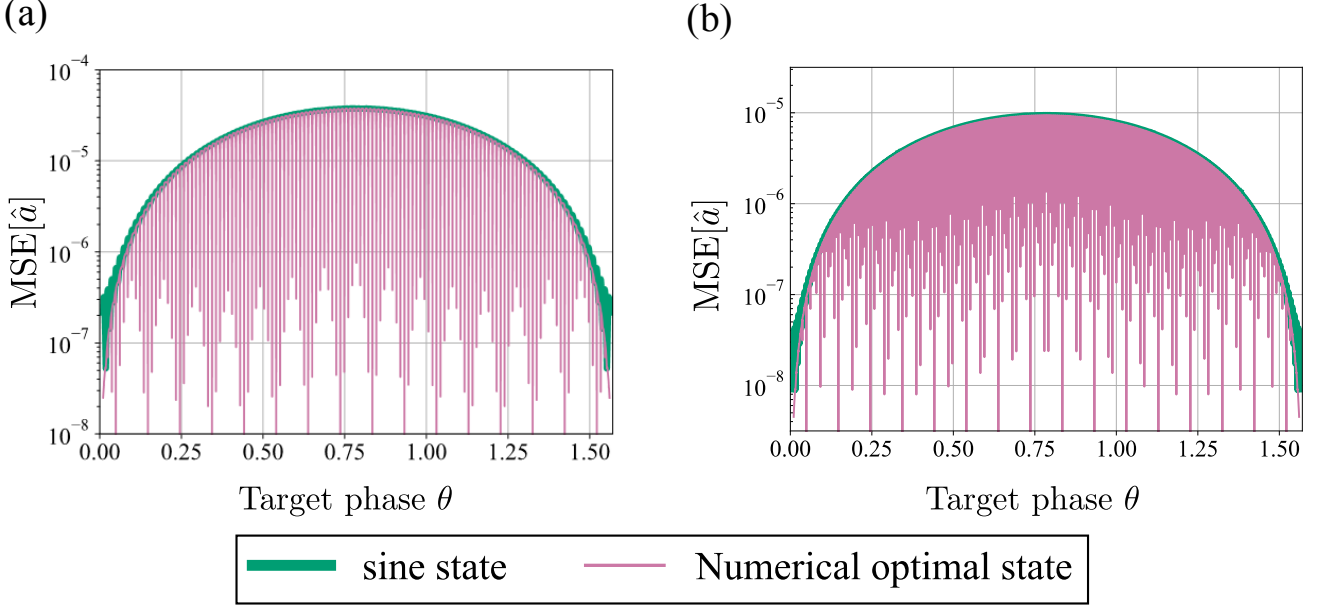 (a)
MSE[â]
10⁻⁴
10⁻⁵
10⁻⁶
10⁻⁷
10⁻⁸
0.00 0.25 0.50 0.75 1.00 1.25 1.50
Target phase θ
(b)
MSE[â]
10⁻⁵
10⁻⁶
10⁻⁷
10⁻⁸
0.00 0.25 0.50 0.75 1.00 1.25 1.50
Target phase θ
sine state Numerical optimal state